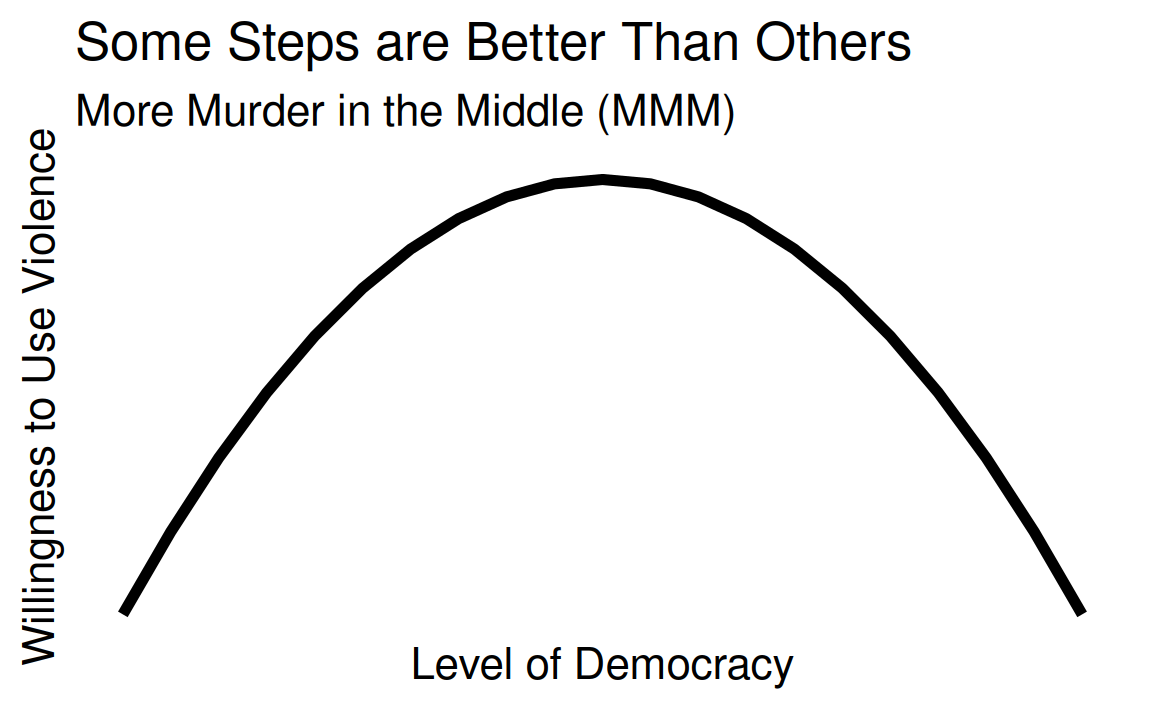 Some Steps are Better Than Others
More Murder in the Middle (MMM)
Willingness to Use Violence
Level of Democracy